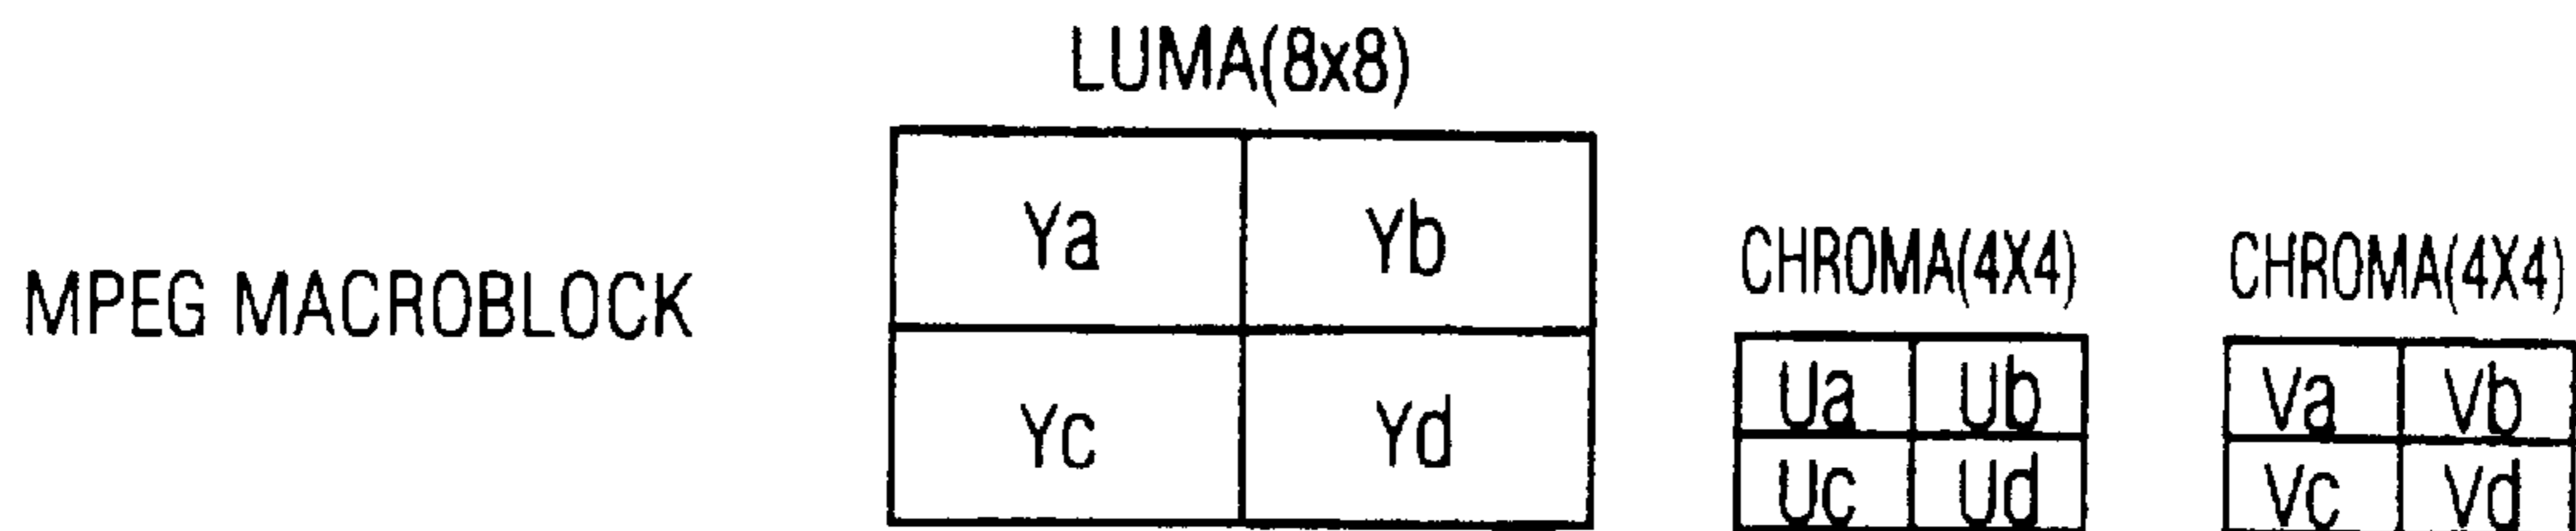 LUMA(8x8)
Ya Yb
CHROMA(4X4) CHROMA(4X4)
MPEG MACROBLOCK
Ua Ub Va Vb
Yc Yd
Uc Ud Vc Vd